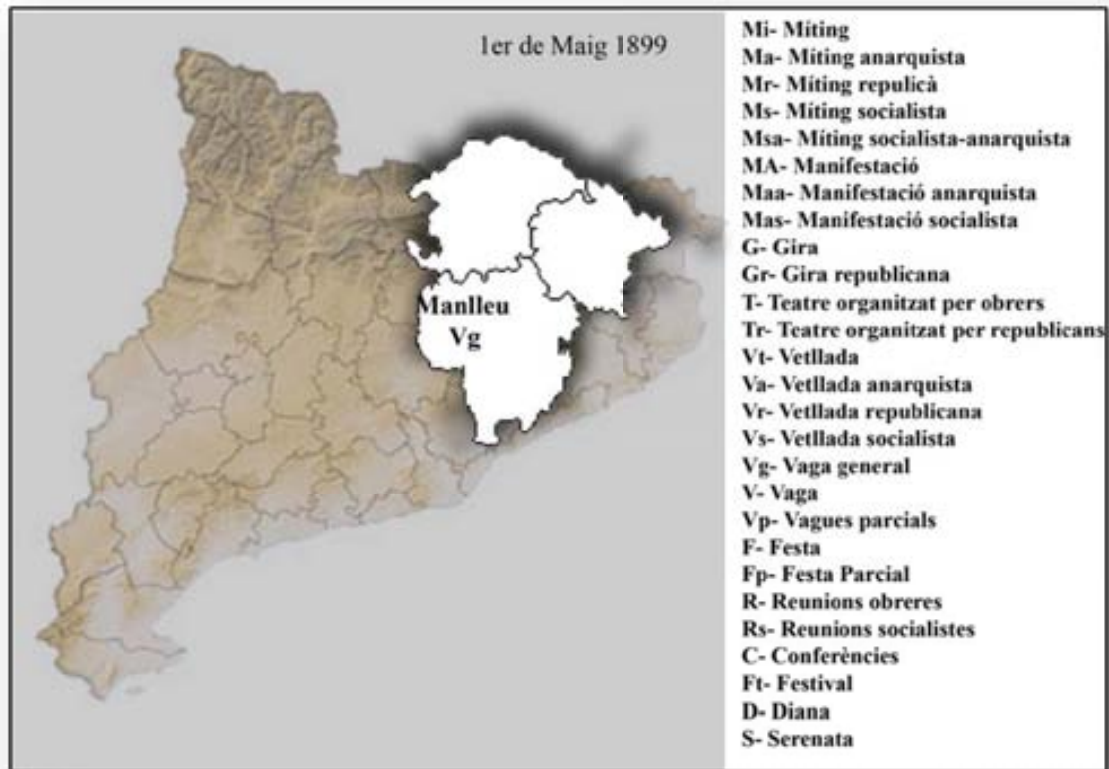 1er de Maig 1899
Manlleu
Vg
Mi- Míting
Ma- Míting anarquista
Mr- Míting repulicà
Ms- Míting socialista
Msa- Míting socialista-anarquista
MA- Manifestació
Maa- Manifestació anarquista
Mas- Manifestació socialista
G- Gira
Gr- Gira republicana
T- Teatre organitzat per obrers
Tr- Teatre organitzat per republicans
Vt- Vetllada
Va- Vetllada anarquista
Vr- Vetllada republicana
Vs- Vetllada socialista
Vg- Vaga general
V- Vaga
Vp- Vagues parcials
F- Festa
Fp- Festa Parcial
R- Reunions obreres
Rs- Reunions socialistes
C- Conferències
Ft- Festival
D- Diana
S- Serenata